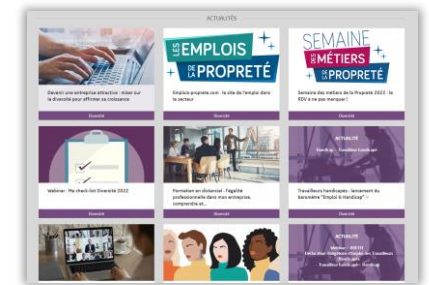 ACTUALITÉS
LES EMPLOIS
DE LA PROPRETÉ
SEMAINE
DES MÉTIERS
DE LA PROPRETÉ
Devenir une entreprise attractive : miser sur
la diversité pour affirmer sa croissance
Emplois-proprete.com : le site de l'emploi dans
le secteur
Semaine des métiers de la Propreté 2022 : le
RDV à ne pas manquer !
Diversité
Diversité
Diversité
ACTUALITÉ
Handicap - Travailleur handicapé
Webinar : Ma check-list Diversité 2022
Formation en distanciel : l'égalité
professionnelle dans mon entreprise,
comprendre et...
Travailleurs handicapés : lancement du
baromètre "Emploi & Handicap"
Diversité
Diversité
Diversité
ACTUALITÉ
Travailleur handicapé - Handicap